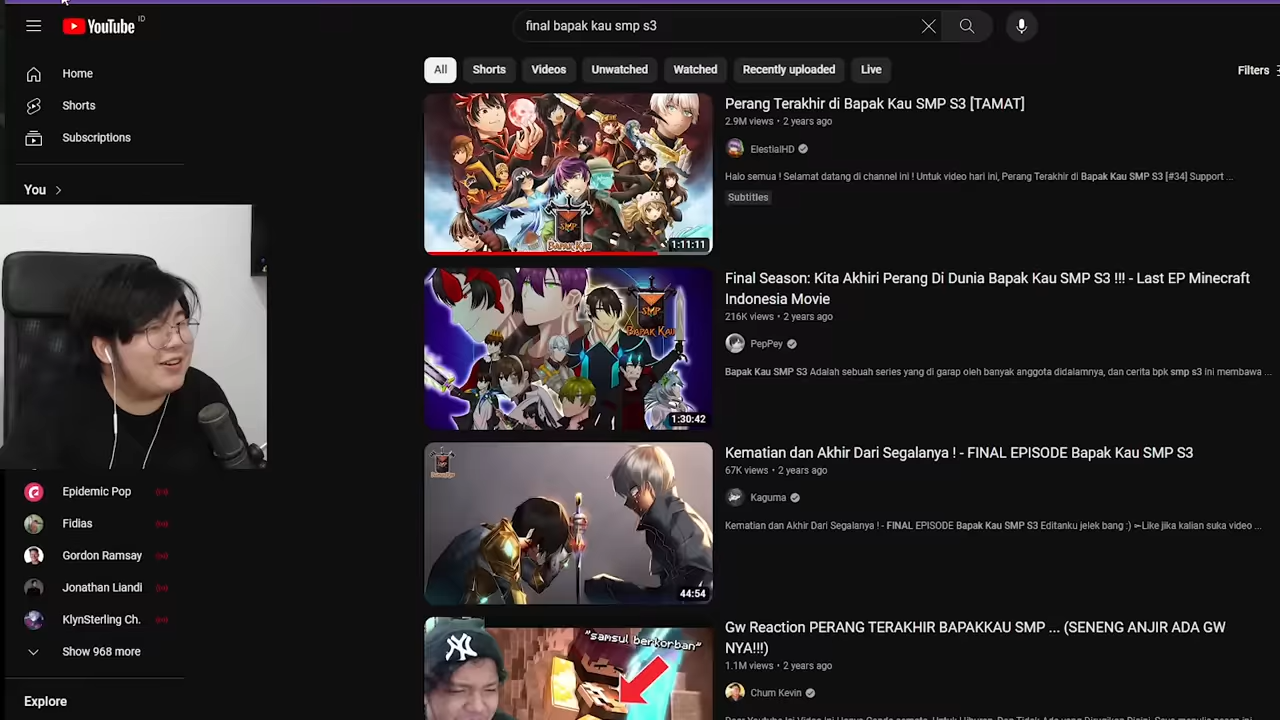 YouTube ID
final bapak kau smp s3
Home
Shorts
Subscriptions
You
Epidemic Pop
Fidias
Gordon Ramsay
Jonathan Liandi
KlynSterling Ch.
Show 968 more
Explore
All
Shorts
Videos
Unwatched
Watched
Recently uploaded
Live
Filters
SMP
BAPAK KAU
1:11:11
Perang Terakhir di Bapak Kau SMP S3 [TAMAT]
2.9M views • 2 years ago
ElestialHD
Halo semua ! Selamat datang di channel ini ! Untuk video hari ini, Perang Terakhir di Bapak Kau SMP S3 [#34] Support ...
Subtitles
SMP
BAPAK KAU
1:30:42
Final Season: Kita Akhiri Perang Di Dunia Bapak Kau SMP S3 !!! - Last EP Minecraft
Indonesia Movie
216K views • 2 years ago
PepPey
Bapak Kau SMP S3 Adalah sebuah series yang di garap oleh banyak anggota didalamnya, dan cerita bpk smp s3 ini membawa ...
44:54
Kematian dan Akhir Dari Segalanya ! - FINAL EPISODE Bapak Kau SMP S3
67K views • 2 years ago
Kaguma
Kematian dan Akhir Dari Segalanya ! - FINAL EPISODE Bapak Kau SMP S3 Editanku jelek bang :) ➳Like jika kalian suka video ...
"samsul berkorban"
Gw Reaction PERANG TERAKHIR BAPAKKAU SMP ... (SENENG ANJIR ADA GW
NYA!!!)
1.1M views • 2 years ago
Chum Kevin